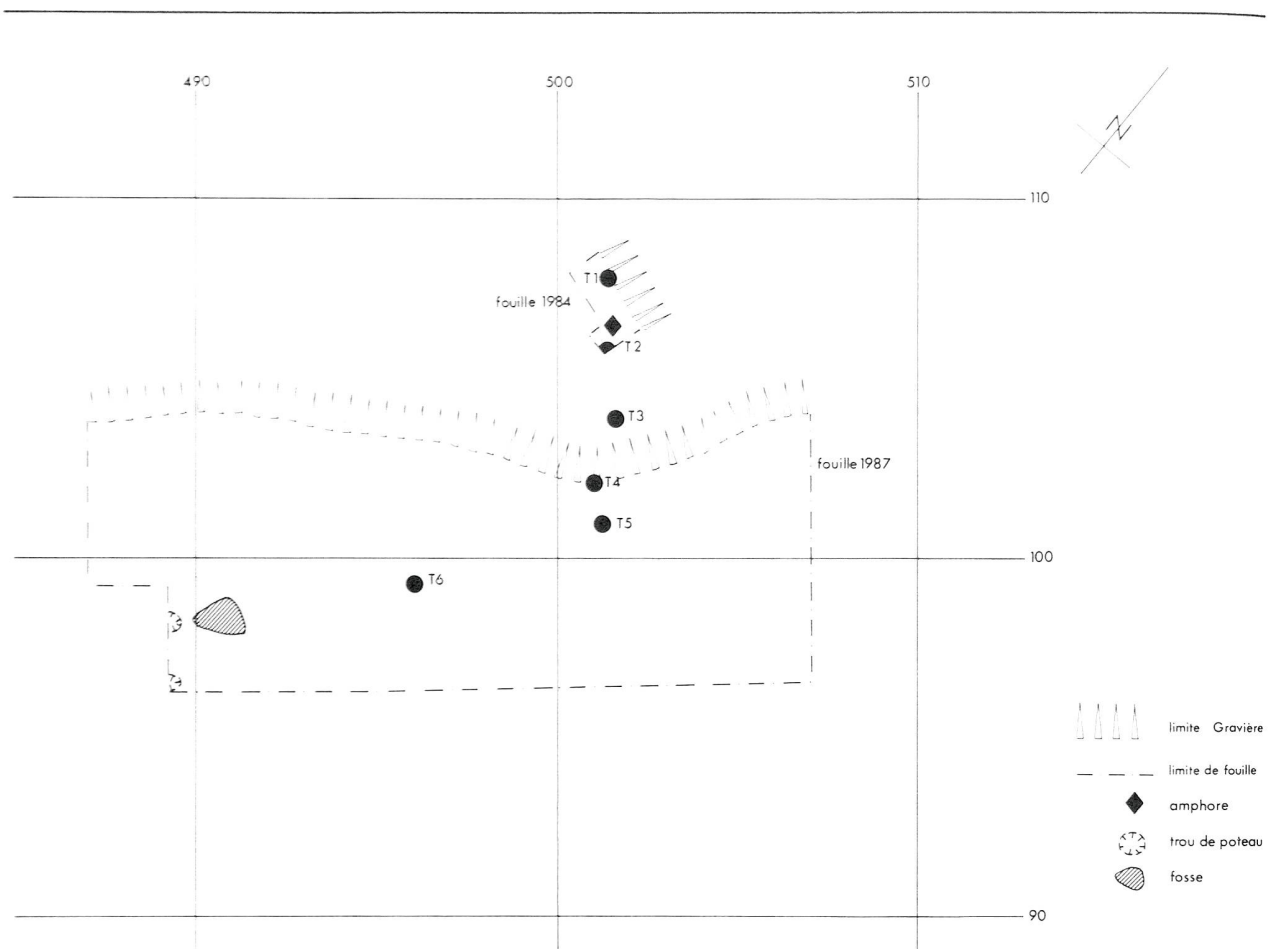 490
500
510
N
110
T1
fouille 1984
T2
T3
fouille 1987
T4
T5
100
T6
limite Gravière
limite de fouille
amphore
trou de poteau
fosse
90